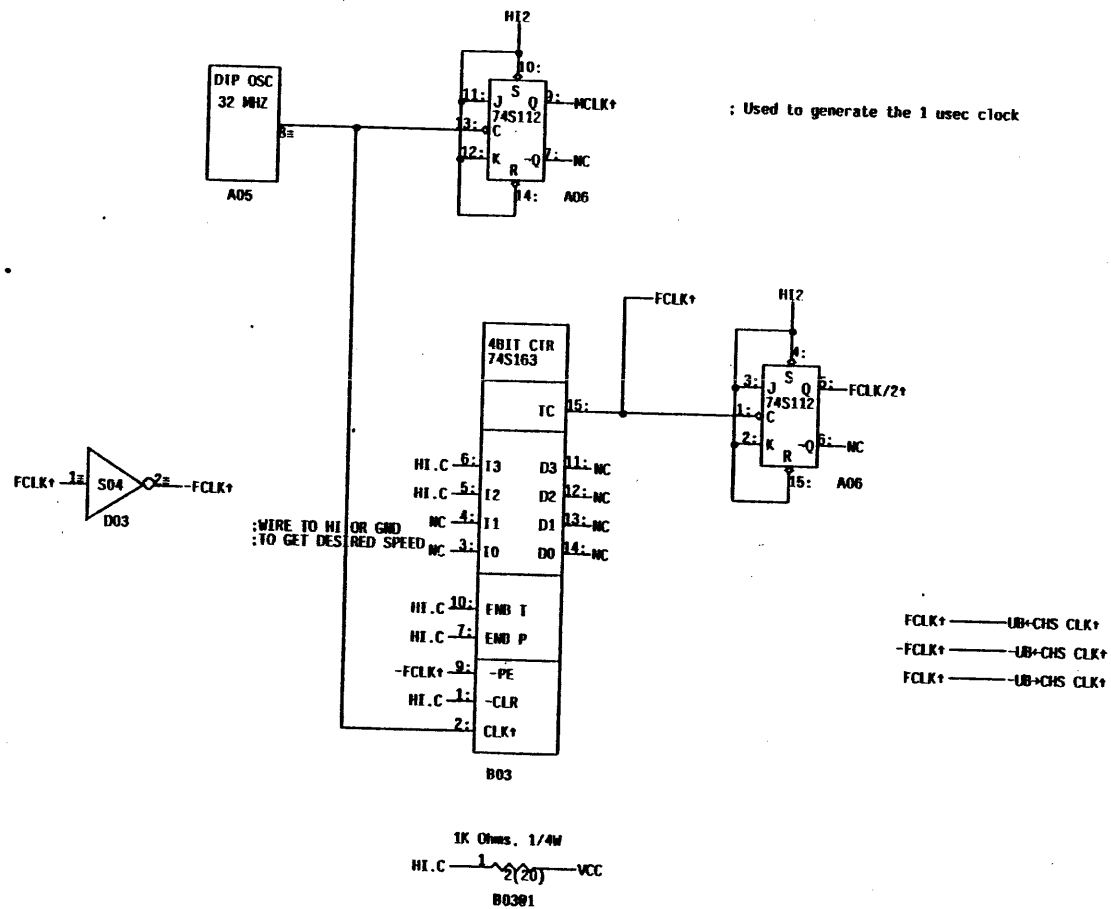 HI2
10:
DIP OSC
32 MHZ
8≡
A05
11: J S Q 9: MCLK↑
74S112
13: C
12: K -Q 7: NC
R
14: A06
; Used to generate the 1 usec clock
FCLK↑
HI2
4:
4BIT CTR
74S163
3: J S Q 5: FCLK/2↑
74S112
TC 15:
1: C
2: K -Q 6: NC
R
15: A06
HI.C 6: I3 D3 11: NC
HI.C 5: I2 D2 12: NC
NC 4: I1 D1 13: NC
NC 3: I0 D0 14: NC
FCLK↑ 1≡ S04 2≡ -FCLK↑
D03
;WIRE TO HI OR GND
;TO GET DESIRED SPEED
HI.C 10: ENB T
HI.C 7: ENB P
-FCLK↑ 9: -PE
HI.C 1: -CLR
2: CLK↑
B03
FCLK↑ UB←CHS CLK↑
-FCLK↑ -UB←CHS CLK↑
FCLK↑ -UB→CHS CLK↑
1K Ohms, 1/4W
HI.C 1 2(20) VCC
B03@1